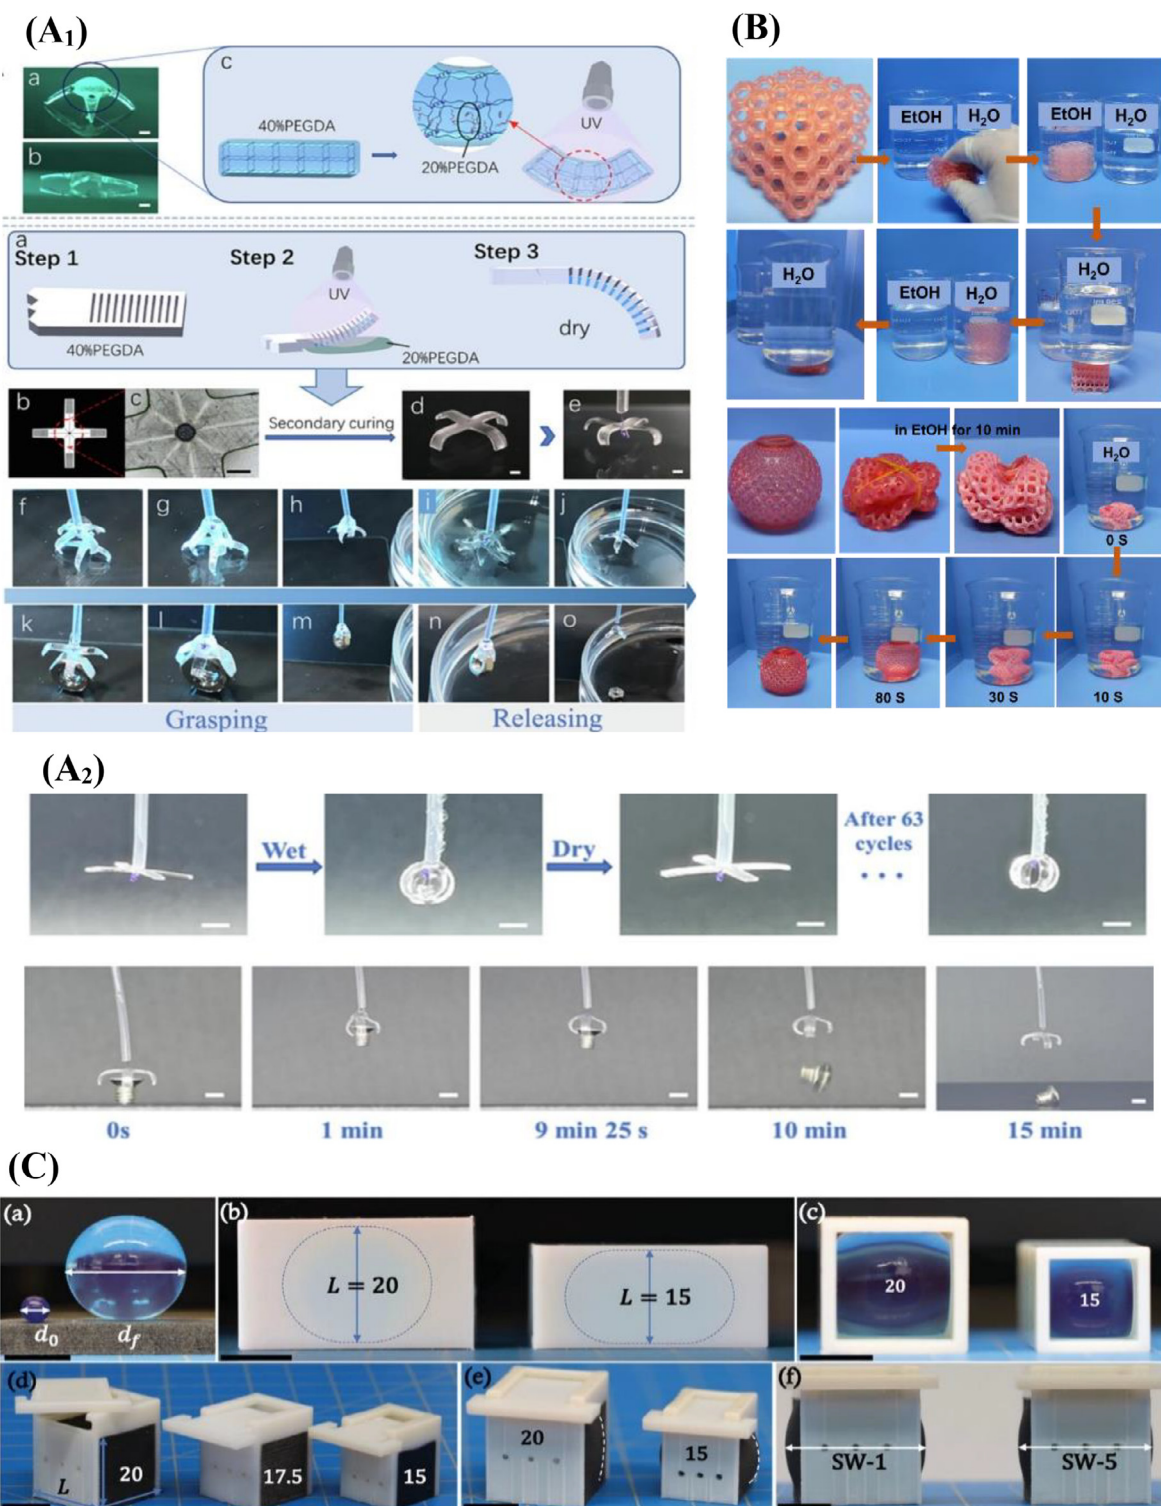 (A1)
a
b
c
40%PEGDA
20%PEGDA
UV
a
Step 1
Step 2
Step 3
40%PEGDA
UV
20%PEGDA
dry
b
c
Secondary curing
d
e
f
g
h
i
j
k
l
m
n
o
Grasping
Releasing
(B)
EtOH
H2O
EtOH
H2O
H2O
EtOH
H2O
H2O
in EtOH for 10 min
H2O
0 S
80 S
30 S
10 S
(A2)
Wet
Dry
After 63
cycles
...
0s
1 min
9 min 25 s
10 min
15 min
(C)
(a)
d0
df
(b)
L = 20
L = 15
(c)
20
15
(d)
L
20
17.5
15
(e)
20
15
(f)
SW-1
SW-5